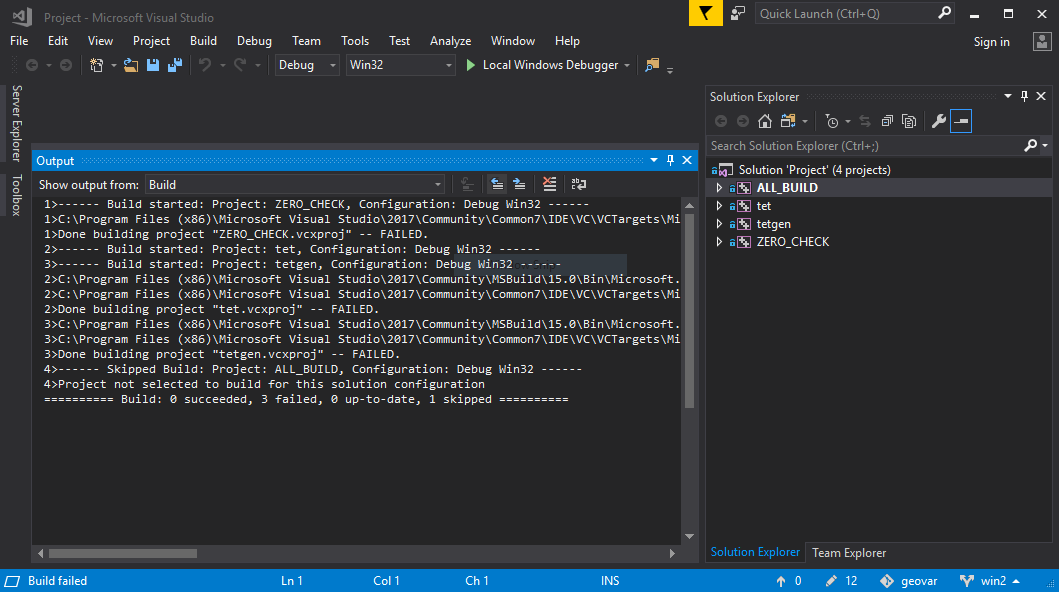 Project - Microsoft Visual Studio
Quick Launch (Ctrl+Q)
File Edit View Project Build Debug Team Tools Test Analyze Window Help
Sign in
Debug Win32 Local Windows Debugger
Server Explorer
Toolbox
Output
Show output from: Build
1>------ Build started: Project: ZERO_CHECK, Configuration: Debug Win32 ------
1>C:\Program Files (x86)\Microsoft Visual Studio\2017\Community\Common7\IDE\VC\VCTargets\Mi
1>Done building project "ZERO_CHECK.vcxproj" -- FAILED.
2>------ Build started: Project: tet, Configuration: Debug Win32 ------
3>------ Build started: Project: tetgen, Configuration: Debug Win32 ------
2>C:\Program Files (x86)\Microsoft Visual Studio\2017\Community\MSBuild\15.0\Bin\Microsoft.
2>C:\Program Files (x86)\Microsoft Visual Studio\2017\Community\Common7\IDE\VC\VCTargets\Mi
2>Done building project "tet.vcxproj" -- FAILED.
3>C:\Program Files (x86)\Microsoft Visual Studio\2017\Community\MSBuild\15.0\Bin\Microsoft.
3>C:\Program Files (x86)\Microsoft Visual Studio\2017\Community\Common7\IDE\VC\VCTargets\Mi
3>Done building project "tetgen.vcxproj" -- FAILED.
4>------ Skipped Build: Project: ALL_BUILD, Configuration: Debug Win32 ------
4>Project not selected to build for this solution configuration
========== Build: 0 succeeded, 3 failed, 0 up-to-date, 1 skipped ==========
Solution Explorer
Search Solution Explorer (Ctrl+;)
Solution 'Project' (4 projects)
ALL_BUILD
tet
tetgen
ZERO_CHECK
Solution Explorer Team Explorer
Build failed Ln 1 Col 1 Ch 1 INS 0 12 geovar win2